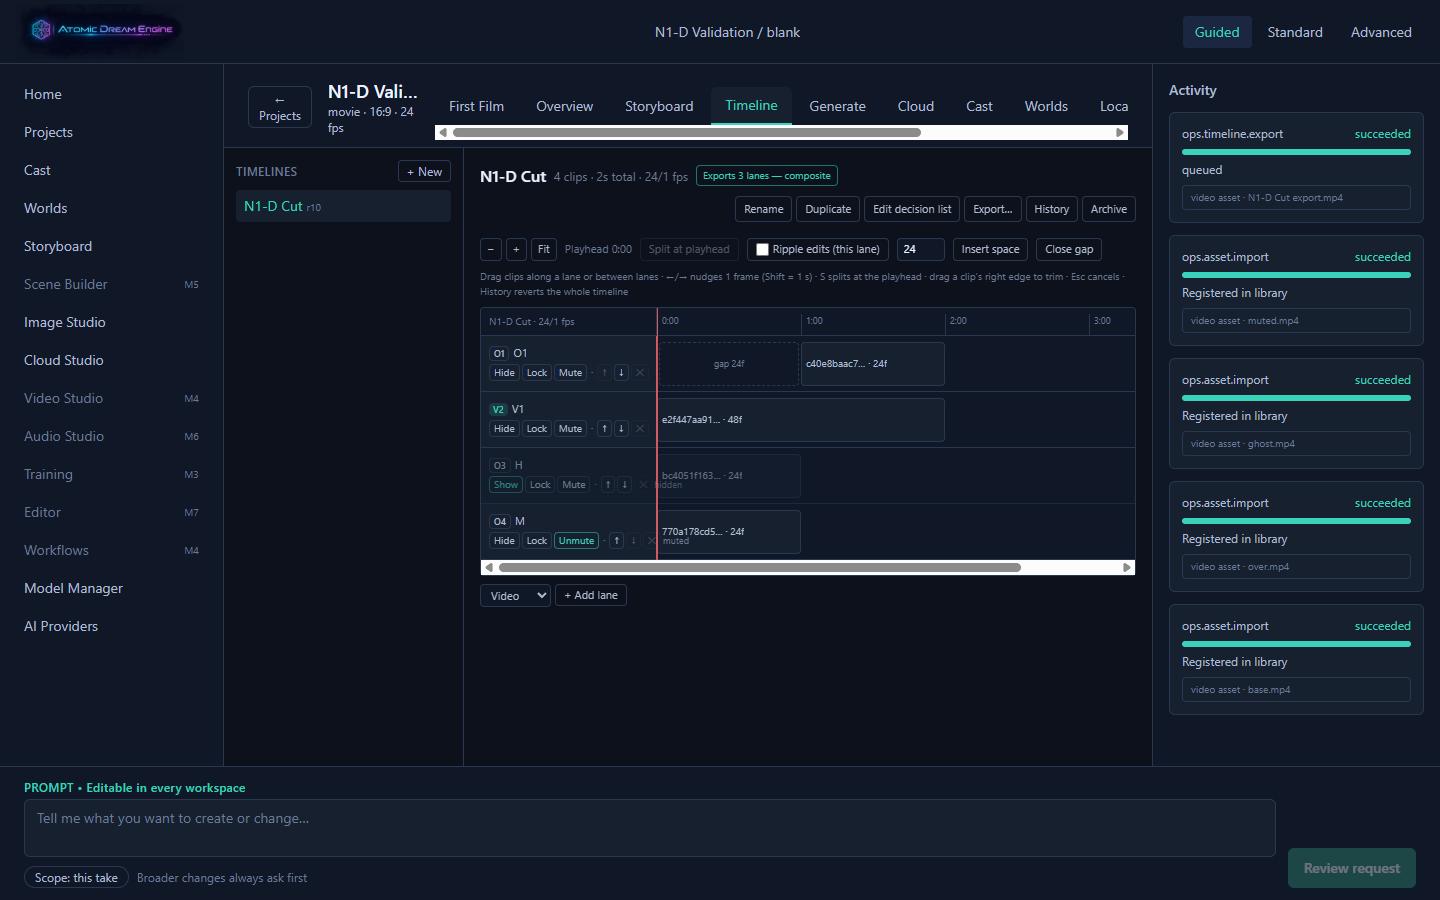 ATOMIC DREAM ENGINE
N1-D Validation / blank
Guided
Standard
Advanced
Home
Projects
Cast
Worlds
Storyboard
Scene Builder M5
Image Studio
Cloud Studio
Video Studio M4
Audio Studio M6
Training M3
Editor M7
Workflows M4
Model Manager
AI Providers
← Projects
N1-D Vali...
movie · 16:9 · 24 fps
First Film
Overview
Storyboard
Timeline
Generate
Cloud
Cast
Worlds
Loca
TIMELINES
+ New
N1-D Cut r10
N1-D Cut 4 clips · 2s total · 24/1 fps Exports 3 lanes — composite
Rename
Duplicate
Edit decision list
Export...
History
Archive
− + Fit Playhead 0:00 Split at playhead Ripple edits (this lane) 24 Insert space Close gap
Drag clips along a lane or between lanes · ←/→ nudges 1 frame (Shift = 1 s) · S splits at the playhead · drag a clip's right edge to trim · Esc cancels ·
History reverts the whole timeline
N1-D Cut · 24/1 fps 0:00 1:00 2:00 3:00
O1 O1
Hide Lock Mute · ↑ ↓ ✕
gap 24f
c40e8baac7... · 24f
V2 V1
Hide Lock Mute · ↑ ↓ ✕
e2f447aa91... · 48f
O3 H
Show Lock Mute · ↑ ↓ ✕ hidden
bc4051f163... · 24f
O4 M
Hide Lock Unmute · ↑ ↓ ✕ muted
770a178cd5... · 24f
Video
+ Add lane
Activity
ops.timeline.export succeeded
queued
video asset · N1-D Cut export.mp4
ops.asset.import succeeded
Registered in library
video asset · muted.mp4
ops.asset.import succeeded
Registered in library
video asset · ghost.mp4
ops.asset.import succeeded
Registered in library
video asset · over.mp4
ops.asset.import succeeded
Registered in library
video asset · base.mp4
PROMPT • Editable in every workspace
Tell me what you want to create or change...
Scope: this take
Broader changes always ask first
Review request